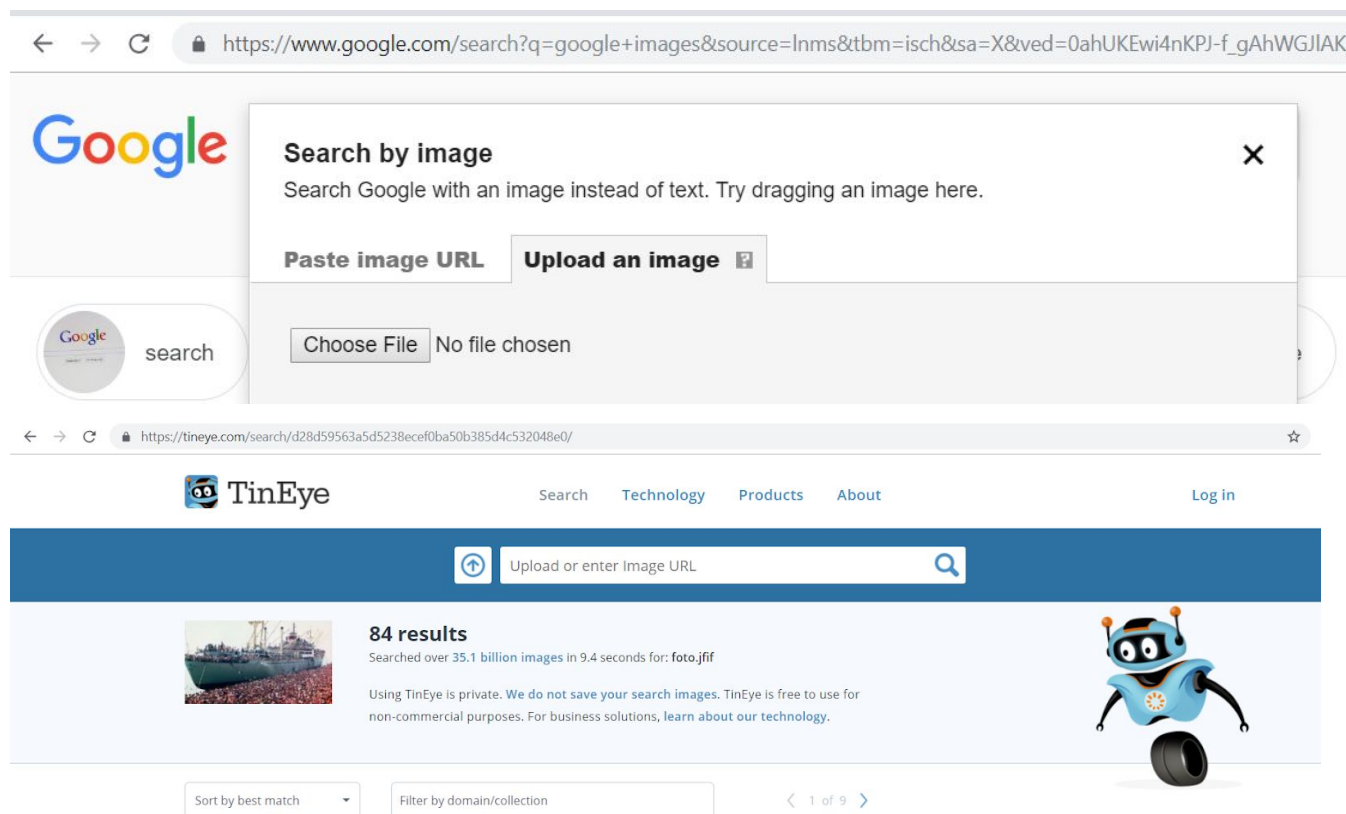 https://www.google.com/search?q=google+images&source=lnms&tbm=isch&sa=X&ved=0ahUKEwi4nKPJ-f_gAhWGJlAK
Google
Search by image
Search Google with an image instead of text. Try dragging an image here.
Paste image URL Upload an image ?
Google
search
Choose File No file chosen
https://tineye.com/search/d28d59563a5d5238ecef0ba50b385d4c532048e0/
TinEye Search Technology Products About Log in
Upload or enter Image URL
84 results
Searched over 35.1 billion images in 9.4 seconds for: foto.jfif
Using TinEye is private. We do not save your search images. TinEye is free to use for
non-commercial purposes. For business solutions, learn about our technology.
Sort by best match Filter by domain/collection 1 of 9